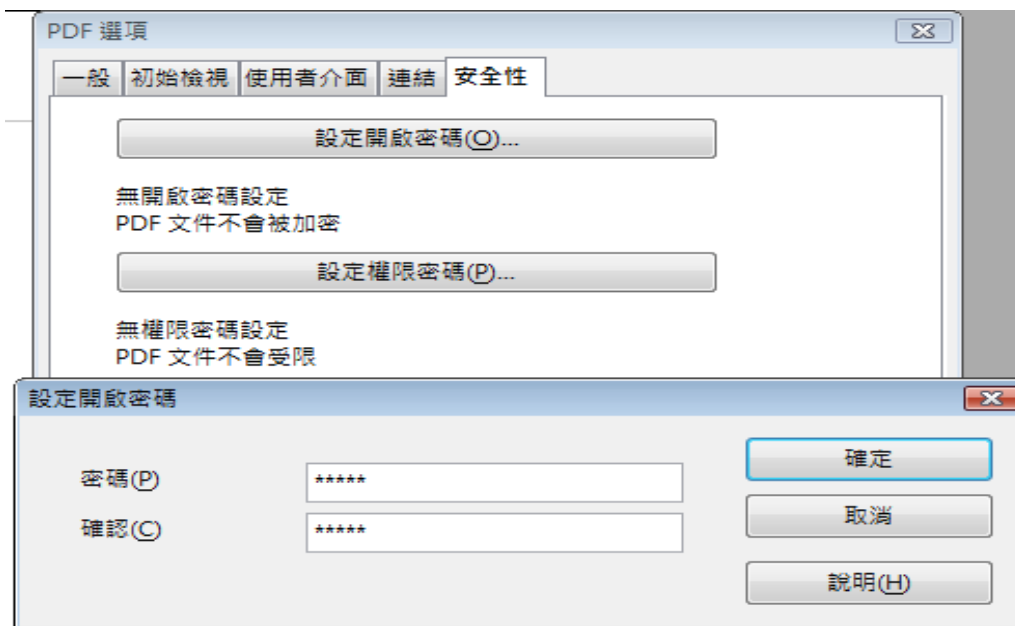 PDF 選項
一般 初始檢視 使用者介面 連結 安全性
設定開啟密碼(O)...
無開啟密碼設定
PDF 文件不會被加密
設定權限密碼(P)...
無權限密碼設定
PDF 文件不會受限
設定開啟密碼
密碼(P) *****
確認(C) *****
確定
取消
說明(H)